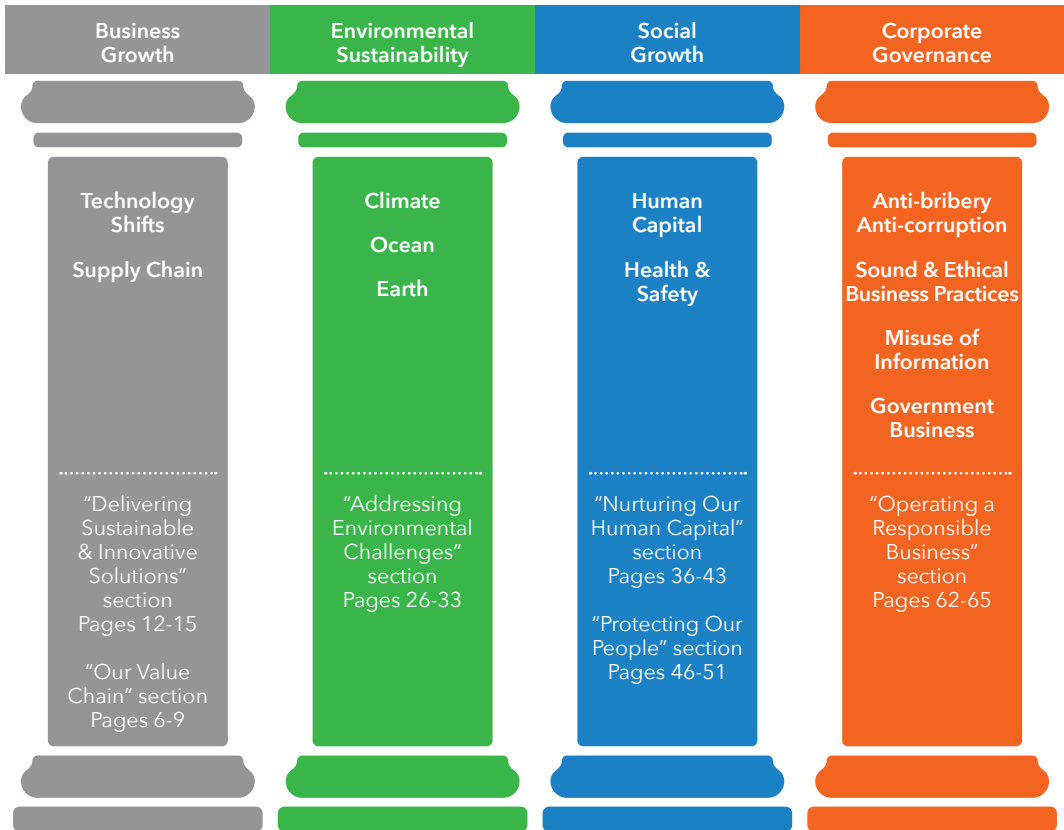 Business
Growth
Technology
Shifts
Supply Chain
“Delivering
Sustainable
& Innovative
Solutions”
section
Pages 12-15
“Our Value
Chain” section
Pages 6-9
Environmental
Sustainability
Climate
Ocean
Earth
“Addressing
Environmental
Challenges”
section
Pages 26-33
Social
Growth
Human
Capital
Health &
Safety
“Nurturing Our
Human Capital”
section
Pages 36-43
“Protecting Our
People” section
Pages 46-51
Corporate
Governance
Anti-bribery
Anti-corruption
Sound & Ethical
Business Practices
Misuse of
Information
Government
Business
“Operating a
Responsible
Business”
section
Pages 62-65